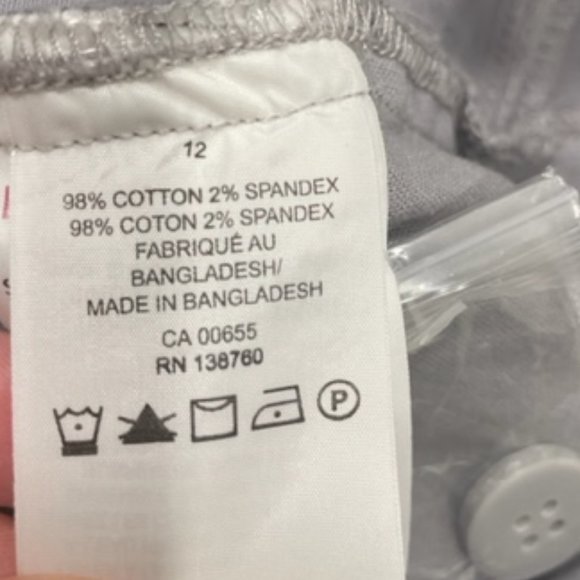 12
98% COTTON 2% SPANDEX
98% COTON 2% SPANDEX
FABRIQUÉ AU
BANGLADESH/
MADE IN BANGLADESH
CA 00655
RN 138760
P